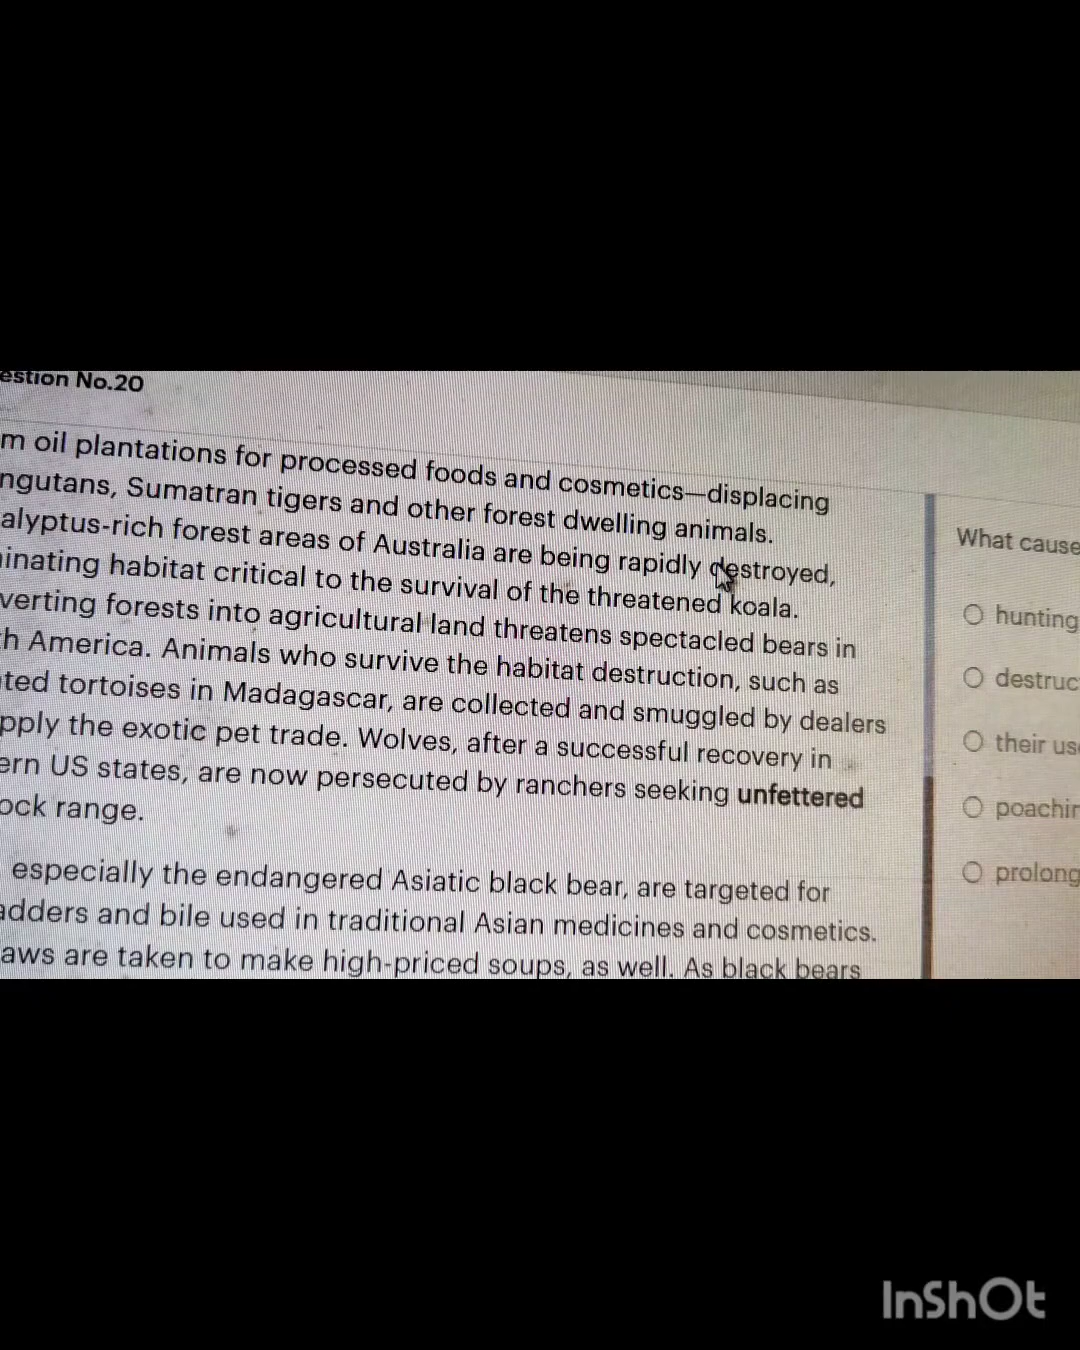 estion No.20
m oil plantations for processed foods and cosmetics—displacing
ngutans, Sumatran tigers and other forest dwelling animals.
alyptus-rich forest areas of Australia are being rapidly destroyed,
inating habitat critical to the survival of the threatened koala.
verting forests into agricultural land threatens spectacled bears in
h America. Animals who survive the habitat destruction, such as
ted tortoises in Madagascar, are collected and smuggled by dealers
pply the exotic pet trade. Wolves, after a successful recovery in
ern US states, are now persecuted by ranchers seeking unfettered
ock range.
especially the endangered Asiatic black bear, are targeted for
adders and bile used in traditional Asian medicines and cosmetics.
aws are taken to make high-priced soups, as well. As black bears
What cause
hunting
destruc
their us
poachin
prolong
InShOt